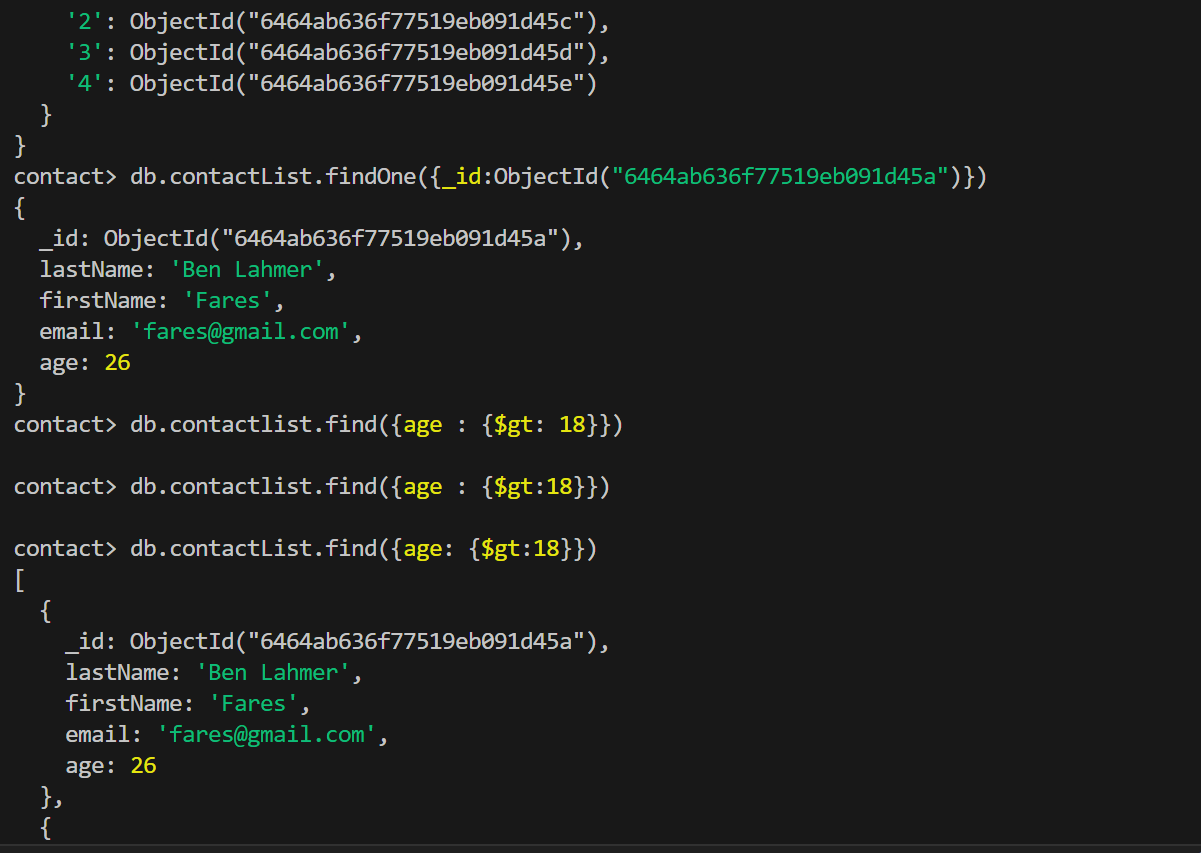 '2': ObjectId("6464ab636f77519eb091d45c"),
'3': ObjectId("6464ab636f77519eb091d45d"),
'4': ObjectId("6464ab636f77519eb091d45e")
}
}
contact> db.contactList.findOne({_id:ObjectId("6464ab636f77519eb091d45a")})
{
_id: ObjectId("6464ab636f77519eb091d45a"),
lastName: 'Ben Lahmer',
firstName: 'Fares',
email: 'fares@gmail.com',
age: 26
}
contact> db.contactlist.find({age : {$gt: 18}})
contact> db.contactlist.find({age : {$gt:18}})
contact> db.contactList.find({age: {$gt:18}})
[
{
_id: ObjectId("6464ab636f77519eb091d45a"),
lastName: 'Ben Lahmer',
firstName: 'Fares',
email: 'fares@gmail.com',
age: 26
},
{